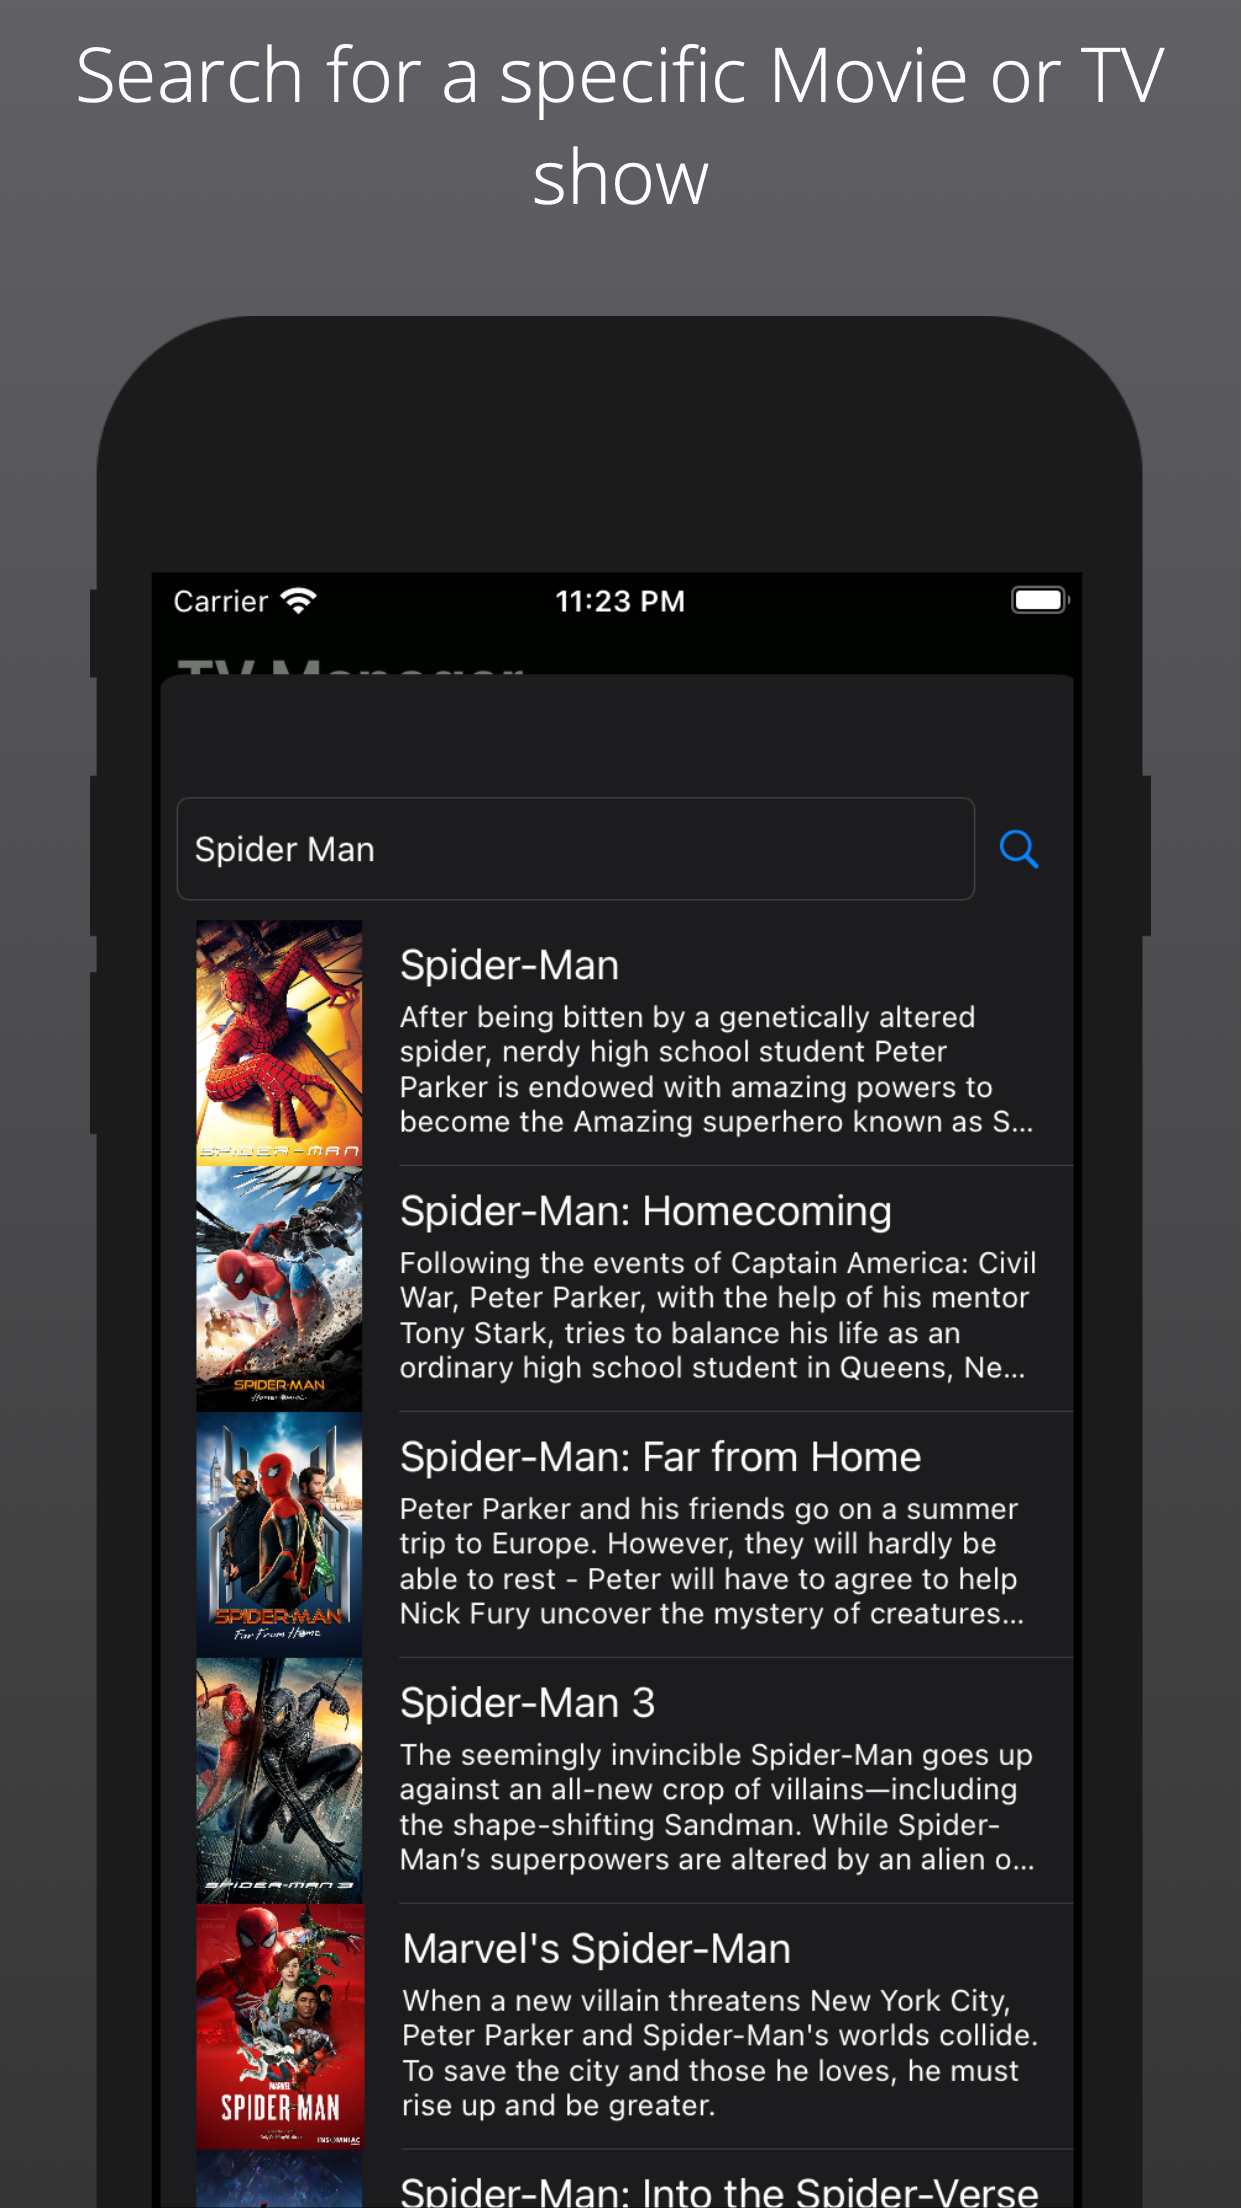 Search for a specific Movie or TV
show
Carrier
11:23 PM
TV Manager
Spider Man
SPIDER-MAN
Spider-Man
After being bitten by a genetically altered
spider, nerdy high school student Peter
Parker is endowed with amazing powers to
become the Amazing superhero known as S...
SPIDER-MAN
Spider-Man: Homecoming
Following the events of Captain America: Civil
War, Peter Parker, with the help of his mentor
Tony Stark, tries to balance his life as an
ordinary high school student in Queens, Ne...
SPIDER-MAN
Far From Home
Spider-Man: Far from Home
Peter Parker and his friends go on a summer
trip to Europe. However, they will hardly be
able to rest - Peter will have to agree to help
Nick Fury uncover the mystery of creatures...
SPIDER-MAN 3
Spider-Man 3
The seemingly invincible Spider-Man goes up
against an all-new crop of villains—including
the shape-shifting Sandman. While Spider-
Man’s superpowers are altered by an alien o...
MARVEL
SPIDER-MAN
INSOMNIAC
Marvel's Spider-Man
When a new villain threatens New York City,
Peter Parker and Spider-Man's worlds collide.
To save the city and those he loves, he must
rise up and be greater.
Spider-Man: Into the Spider-Verse